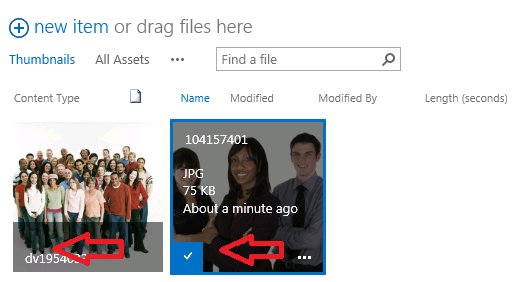 new item or drag files here
Thumbnails All Assets ••• Find a file
Content Type Name Modified Modified By Length (seconds)
104157401
JPG
75 KB
About a minute ago